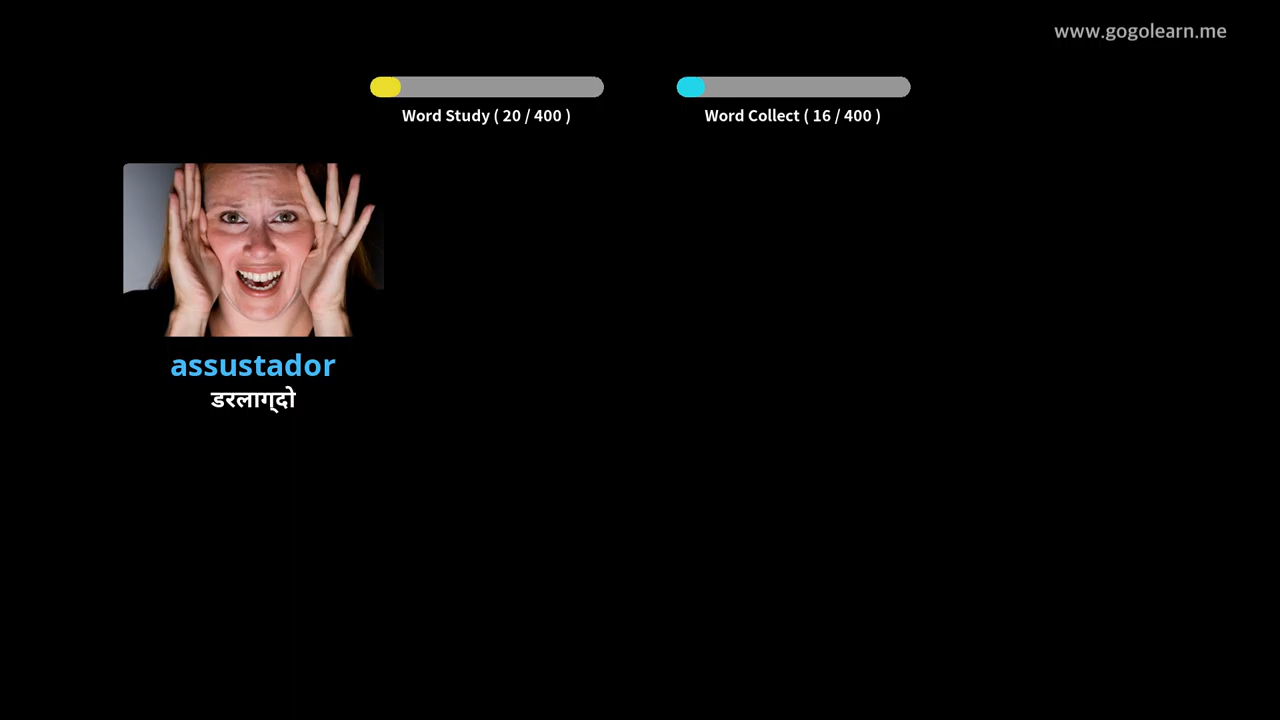 www.gogolearn.me
Word Study ( 20 / 400 )
Word Collect ( 16 / 400 )
assustador
डरलाग्दो